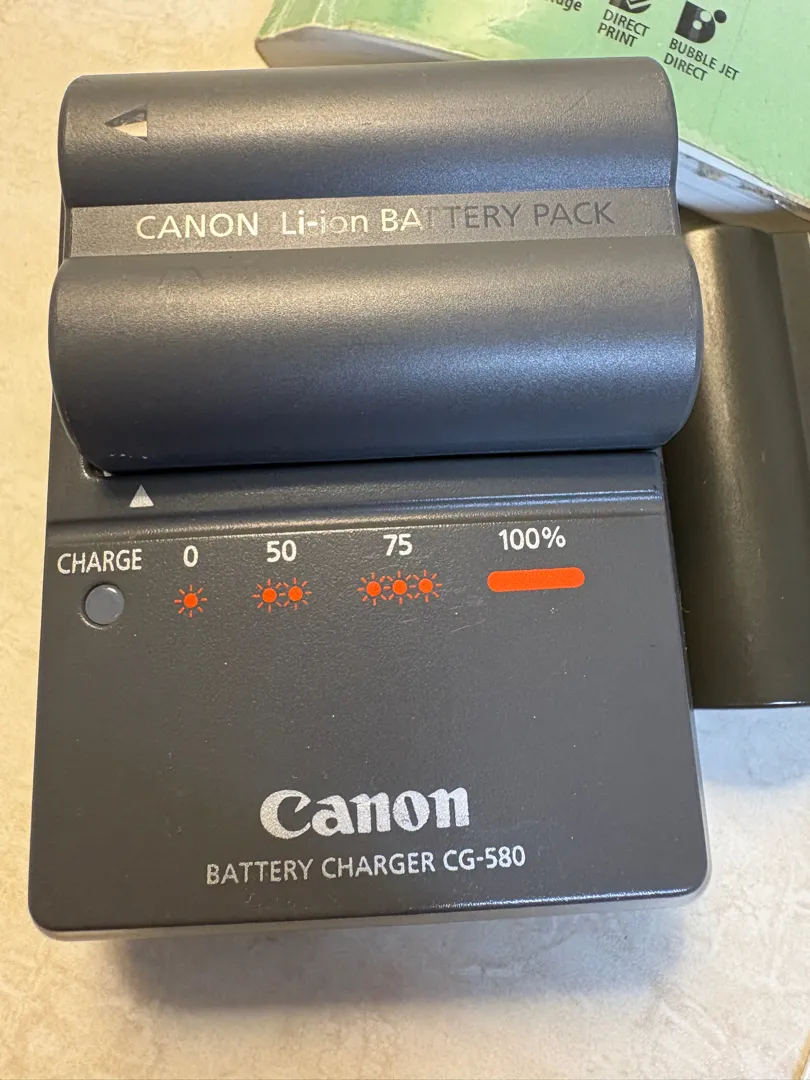 DIRECT
PRINT
BUBBLE JET
DIRECT
CANON Li-ion BATTERY PACK
CHARGE 0 50 75 100%
Canon
BATTERY CHARGER CG-580